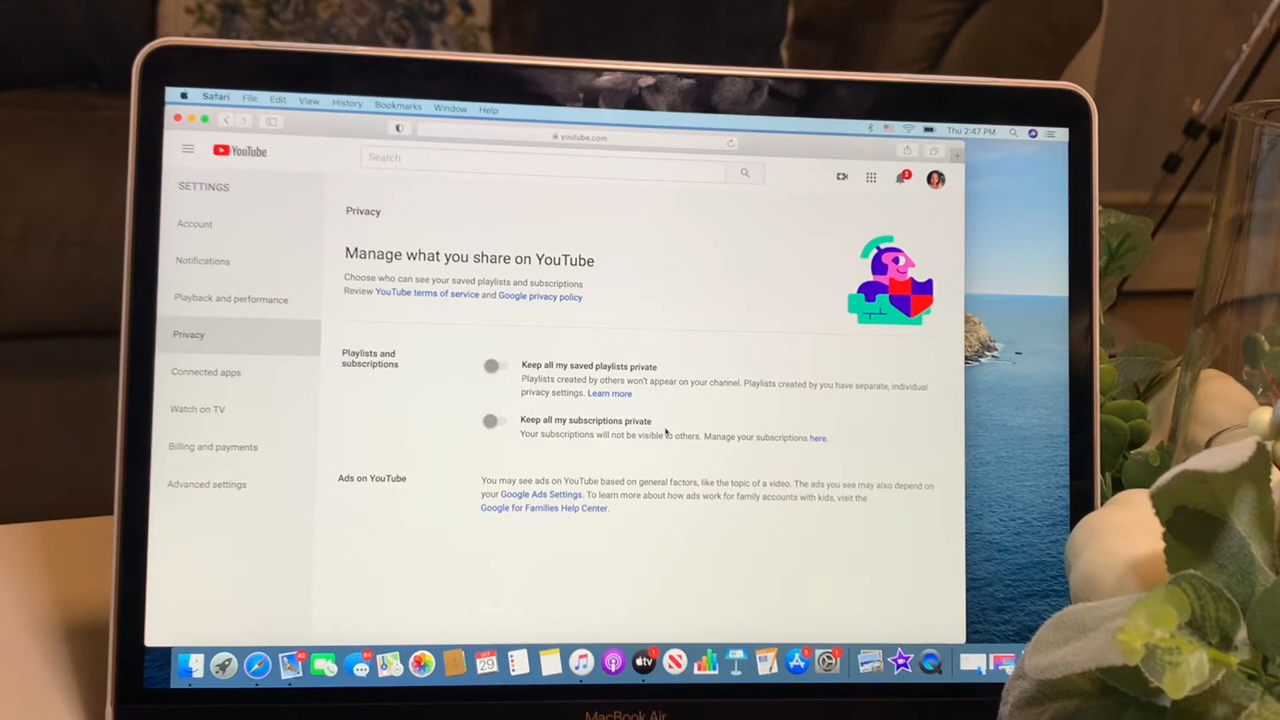 Safari File Edit View History Bookmarks Window Help
Thu 2:47 PM
youtube.com
YouTube
Search
2
SETTINGS
Account
Notifications
Playback and performance
Privacy
Connected apps
Watch on TV
Billing and payments
Advanced settings
Privacy
Manage what you share on YouTube
Choose who can see your saved playlists and subscriptions
Review YouTube terms of service and Google privacy policy
Playlists and
subscriptions
Keep all my saved playlists private
Playlists created by others won't appear on your channel. Playlists created by you have separate, individual
privacy settings. Learn more
Keep all my subscriptions private
Your subscriptions will not be visible to others. Manage your subscriptions here.
Ads on YouTube
You may see ads on YouTube based on general factors, like the topic of a video. The ads you see may also depend on
your Google Ads Settings. To learn more about how ads work for family accounts with kids, visit the
Google for Families Help Center.
OCT
29
tv
MacBook Air